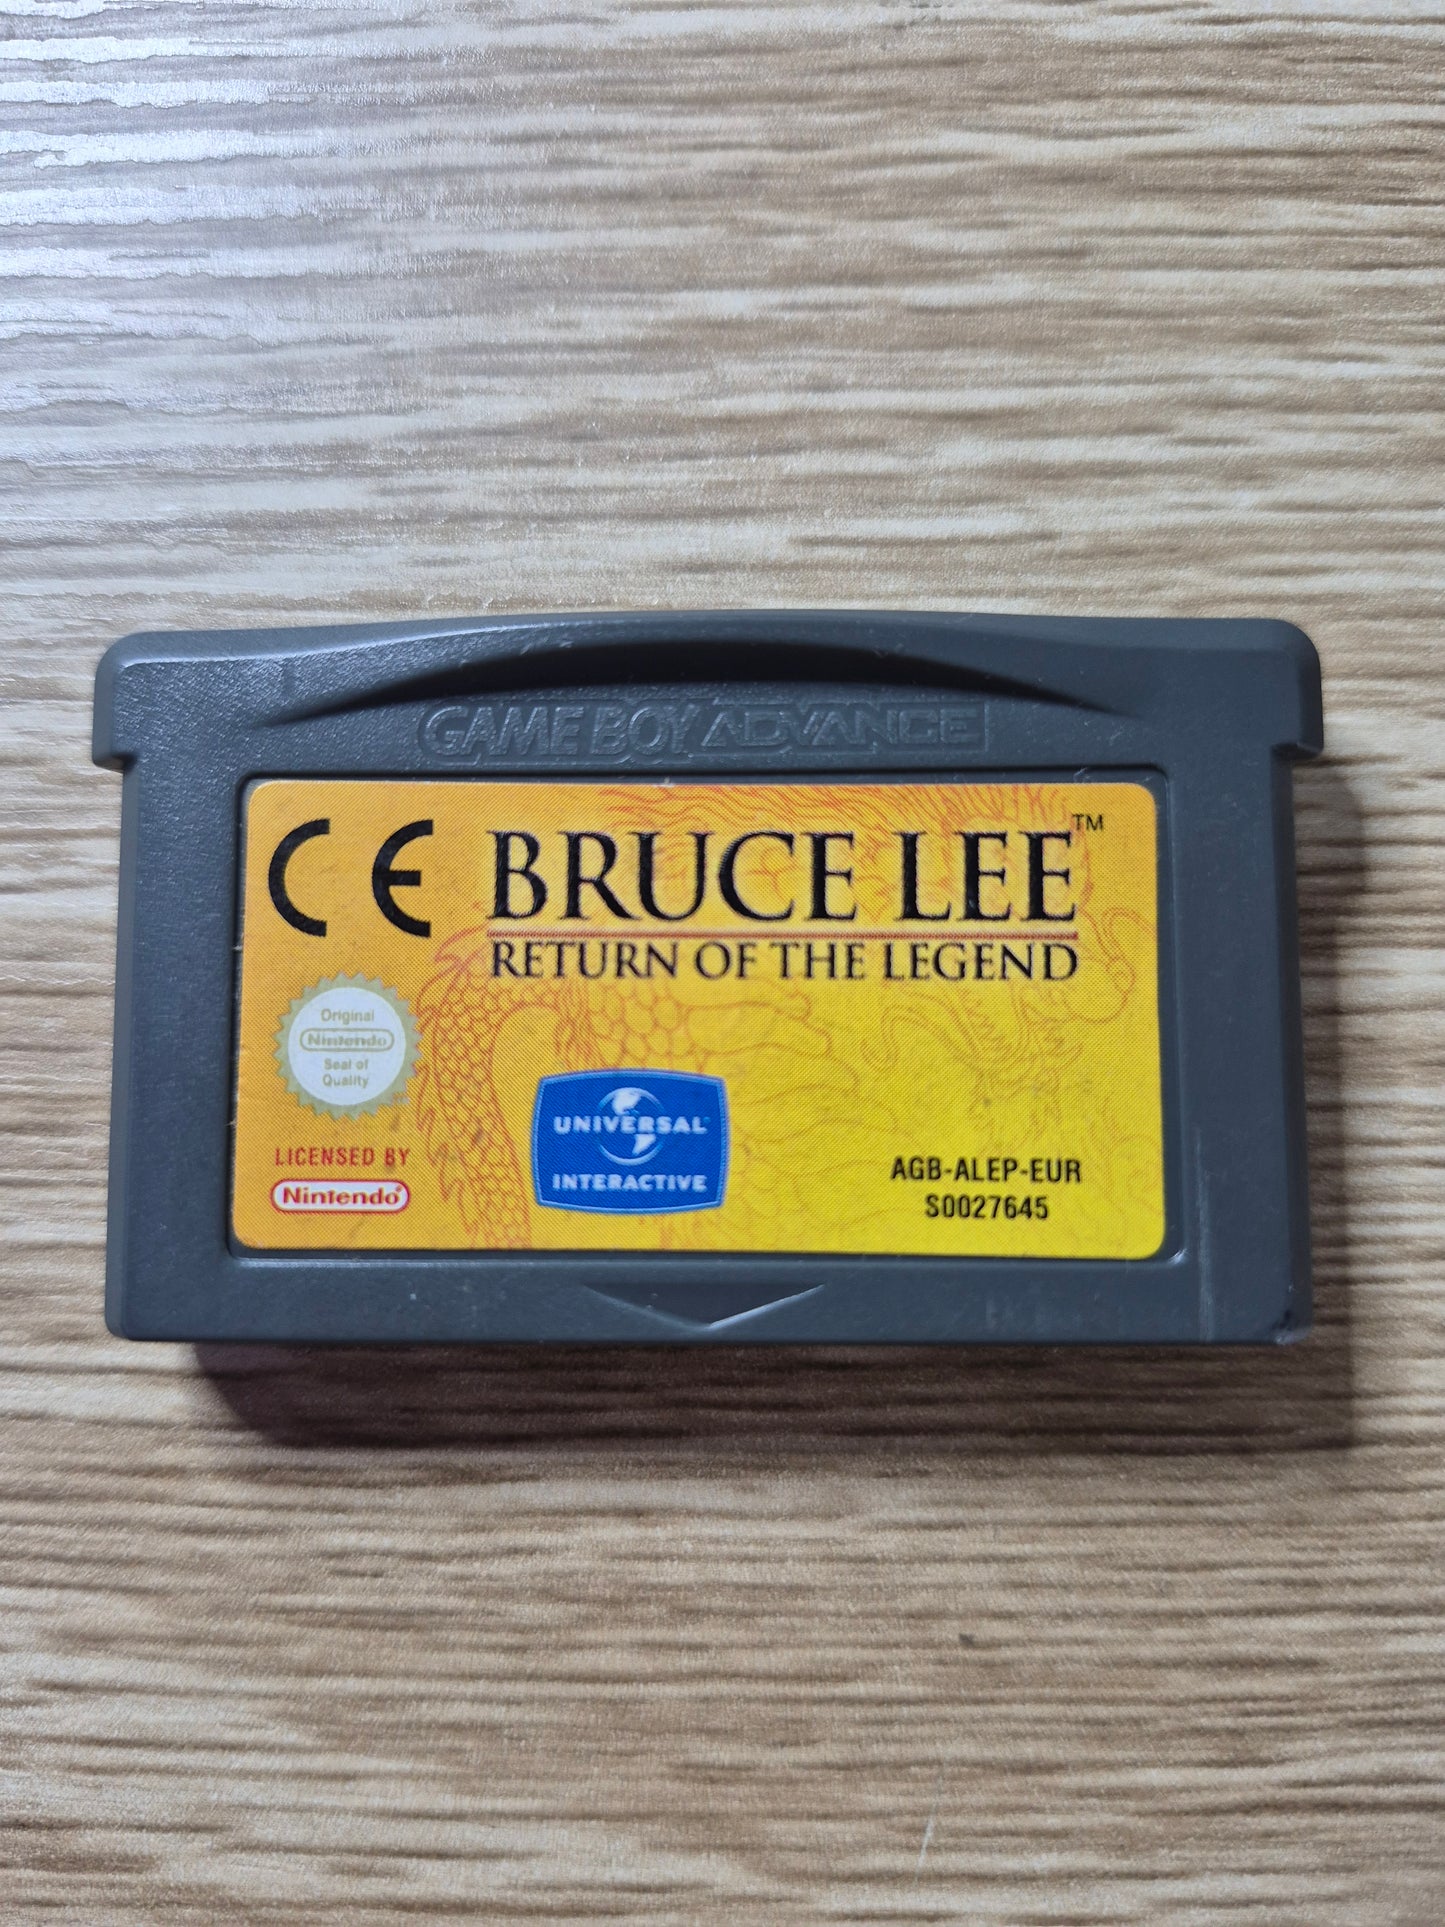 GAME BOY ADVANCE
CE BRUCE LEE™
RETURN OF THE LEGEND
Original
Nintendo
Seal of
Quality
LICENSED BY
Nintendo®
UNIVERSAL™
INTERACTIVE
AGB-ALEP-EUR
S0027645